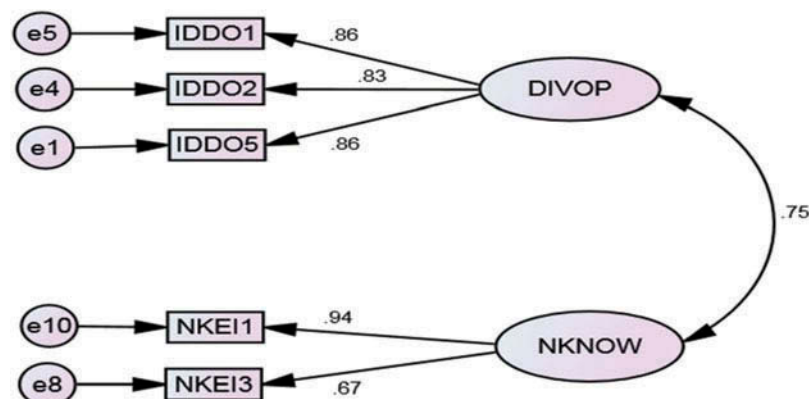 e5 IDDO1 .86
e4 IDDO2 .83 DIVOP
e1 IDDO5 .86
.75
e10 NKEI1 .94
NKNOW
e8 NKEI3 .67